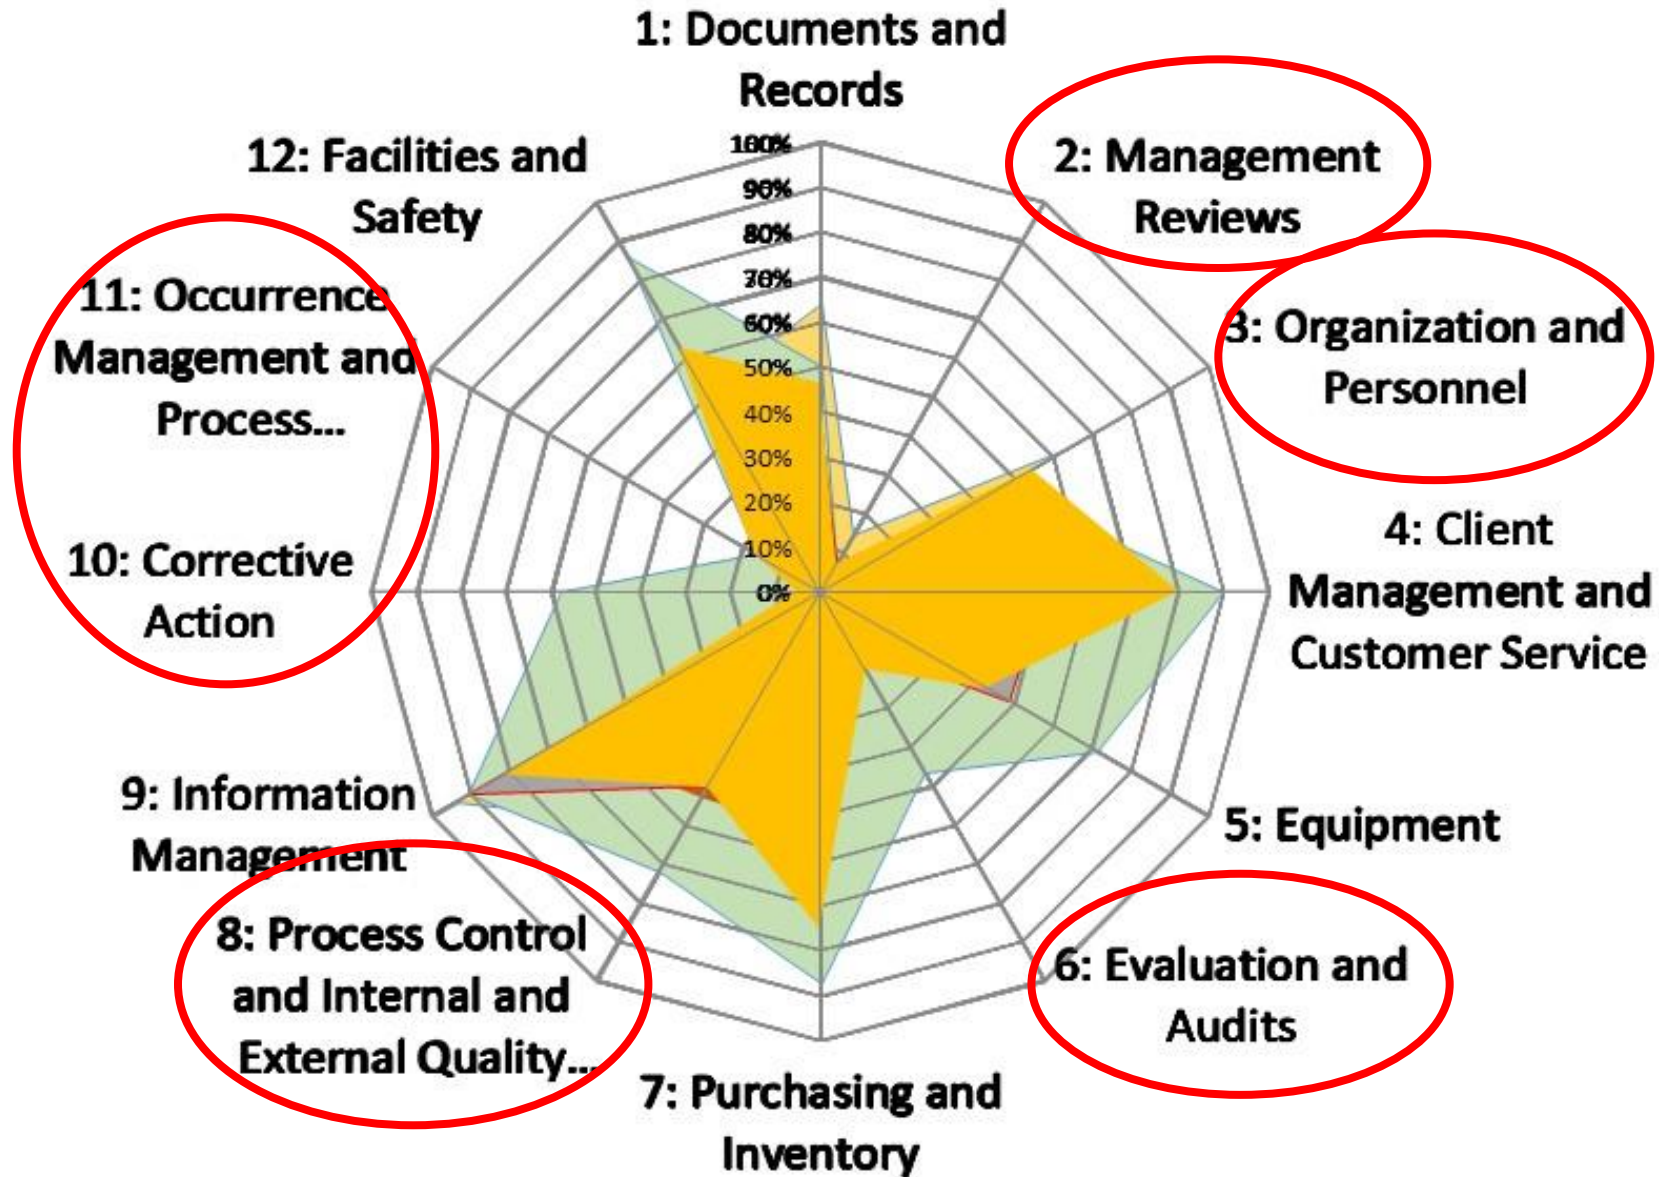 1: Documents and
Records
100%
90%
80%
70%
60%
50%
40%
30%
20%
10%
0%
2: Management
Reviews
3: Organization and
Personnel
4: Client
Management and
Customer Service
5: Equipment
6: Evaluation and
Audits
7: Purchasing and
Inventory
8: Process Control
and Internal and
External Quality...
9: Information
Management
10: Corrective
Action
11: Occurrence
Management and
Process...
12: Facilities and
Safety